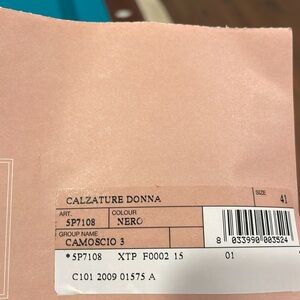 CALZATURE DONNA
SIZE
41
ART.
5P7108
COLOUR
NERO
GROUP NAME
CAMOSCIO 3
8 033990 003524
*5P7108 XTP F0002 15 01
C101 2009 01575 A